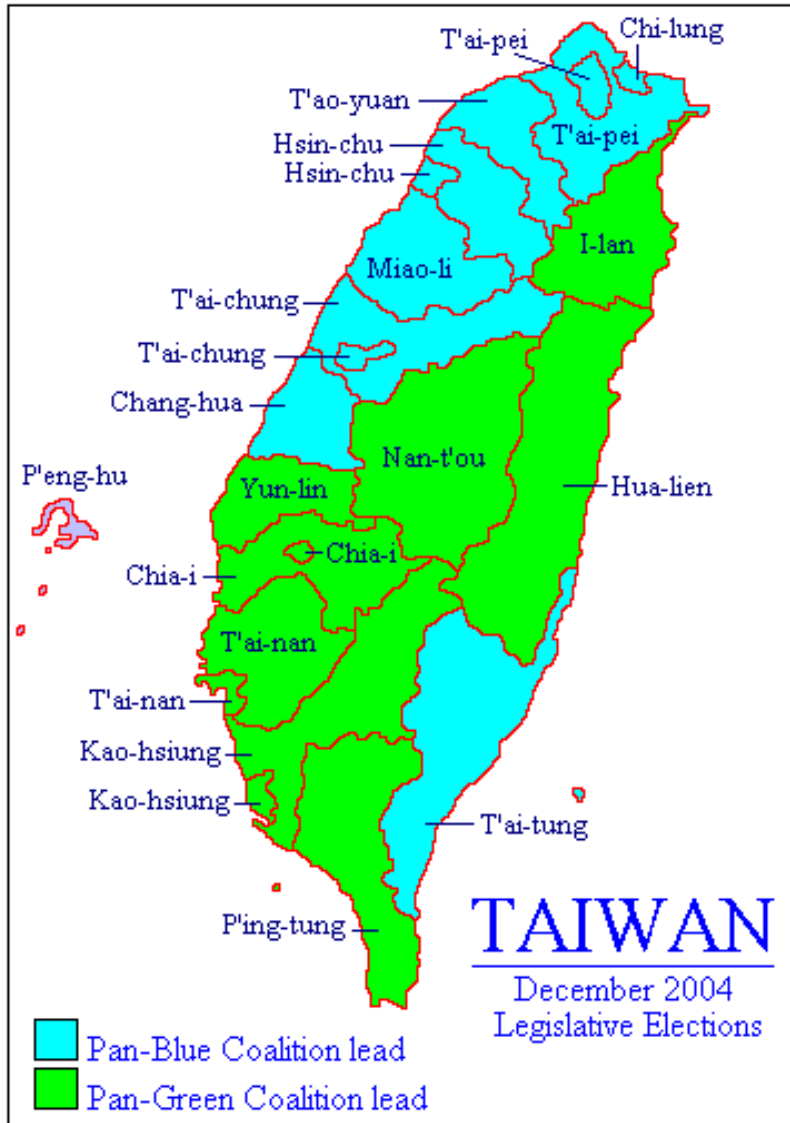 T'ai-pei
Chi-lung
T'ao-yuan
Hsin-chu
T'ai-pei
Hsin-chu
I-lan
Miao-li
T'ai-chung
T'ai-chung
Chang-hua
Nan-t'ou
P'eng-hu
Yun-lin
Hua-lien
Chia-i
Chia-i
T'ai-nan
T'ai-nan
Kao-hsiung
Kao-hsiung
T'ai-tung
P'ing-tung
TAIWAN
December 2004
Legislative Elections
Pan-Blue Coalition lead
Pan-Green Coalition lead